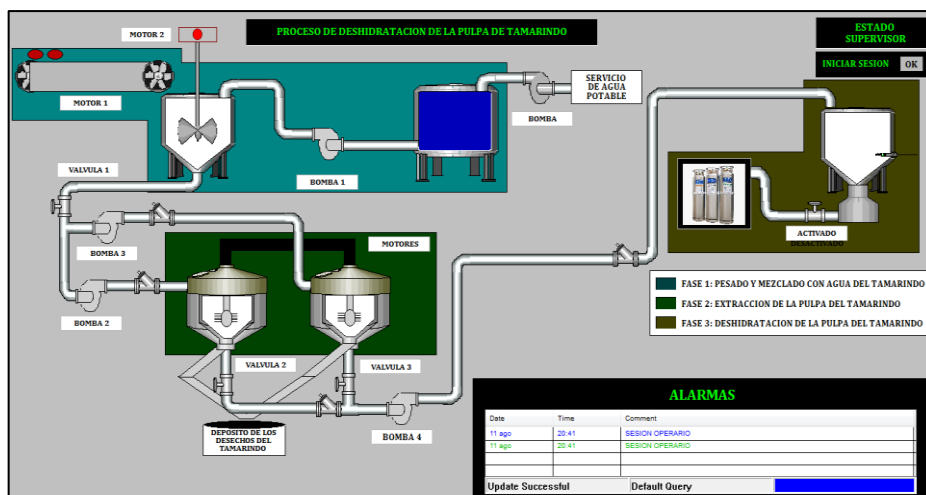 MOTOR 2
PROCESO DE DESHIDRATACION DE LA PULPA DE TAMARINDO
ESTADO
SUPERVISOR
INICIAR SESION OK
SERVICIO
DE AGUA
POTABLE
MOTOR 1
BOMBA
VALVULA 1
BOMBA 1
ACTIVADO
DESACTIVADO
MOTORES
BOMBA 3
BOMBA 2
FASE 1: PESADO Y MEZCLADO CON AGUA DEL TAMARINDO
FASE 2: EXTRACCION DE LA PULPA DEL TAMARINDO
FASE 3: DESHIDRATACION DE LA PULPA DEL TAMARINDO
VALVULA 2
VALVULA 3
DEPOSITO DE LOS
DESECHOS DEL
TAMARINDO
BOMBA 4
ALARMAS
Date Time Comment
11 ago 20:41 SESION OPERARIO
11 ago 20:41 SESION OPERARIO
Update Successful Default Query